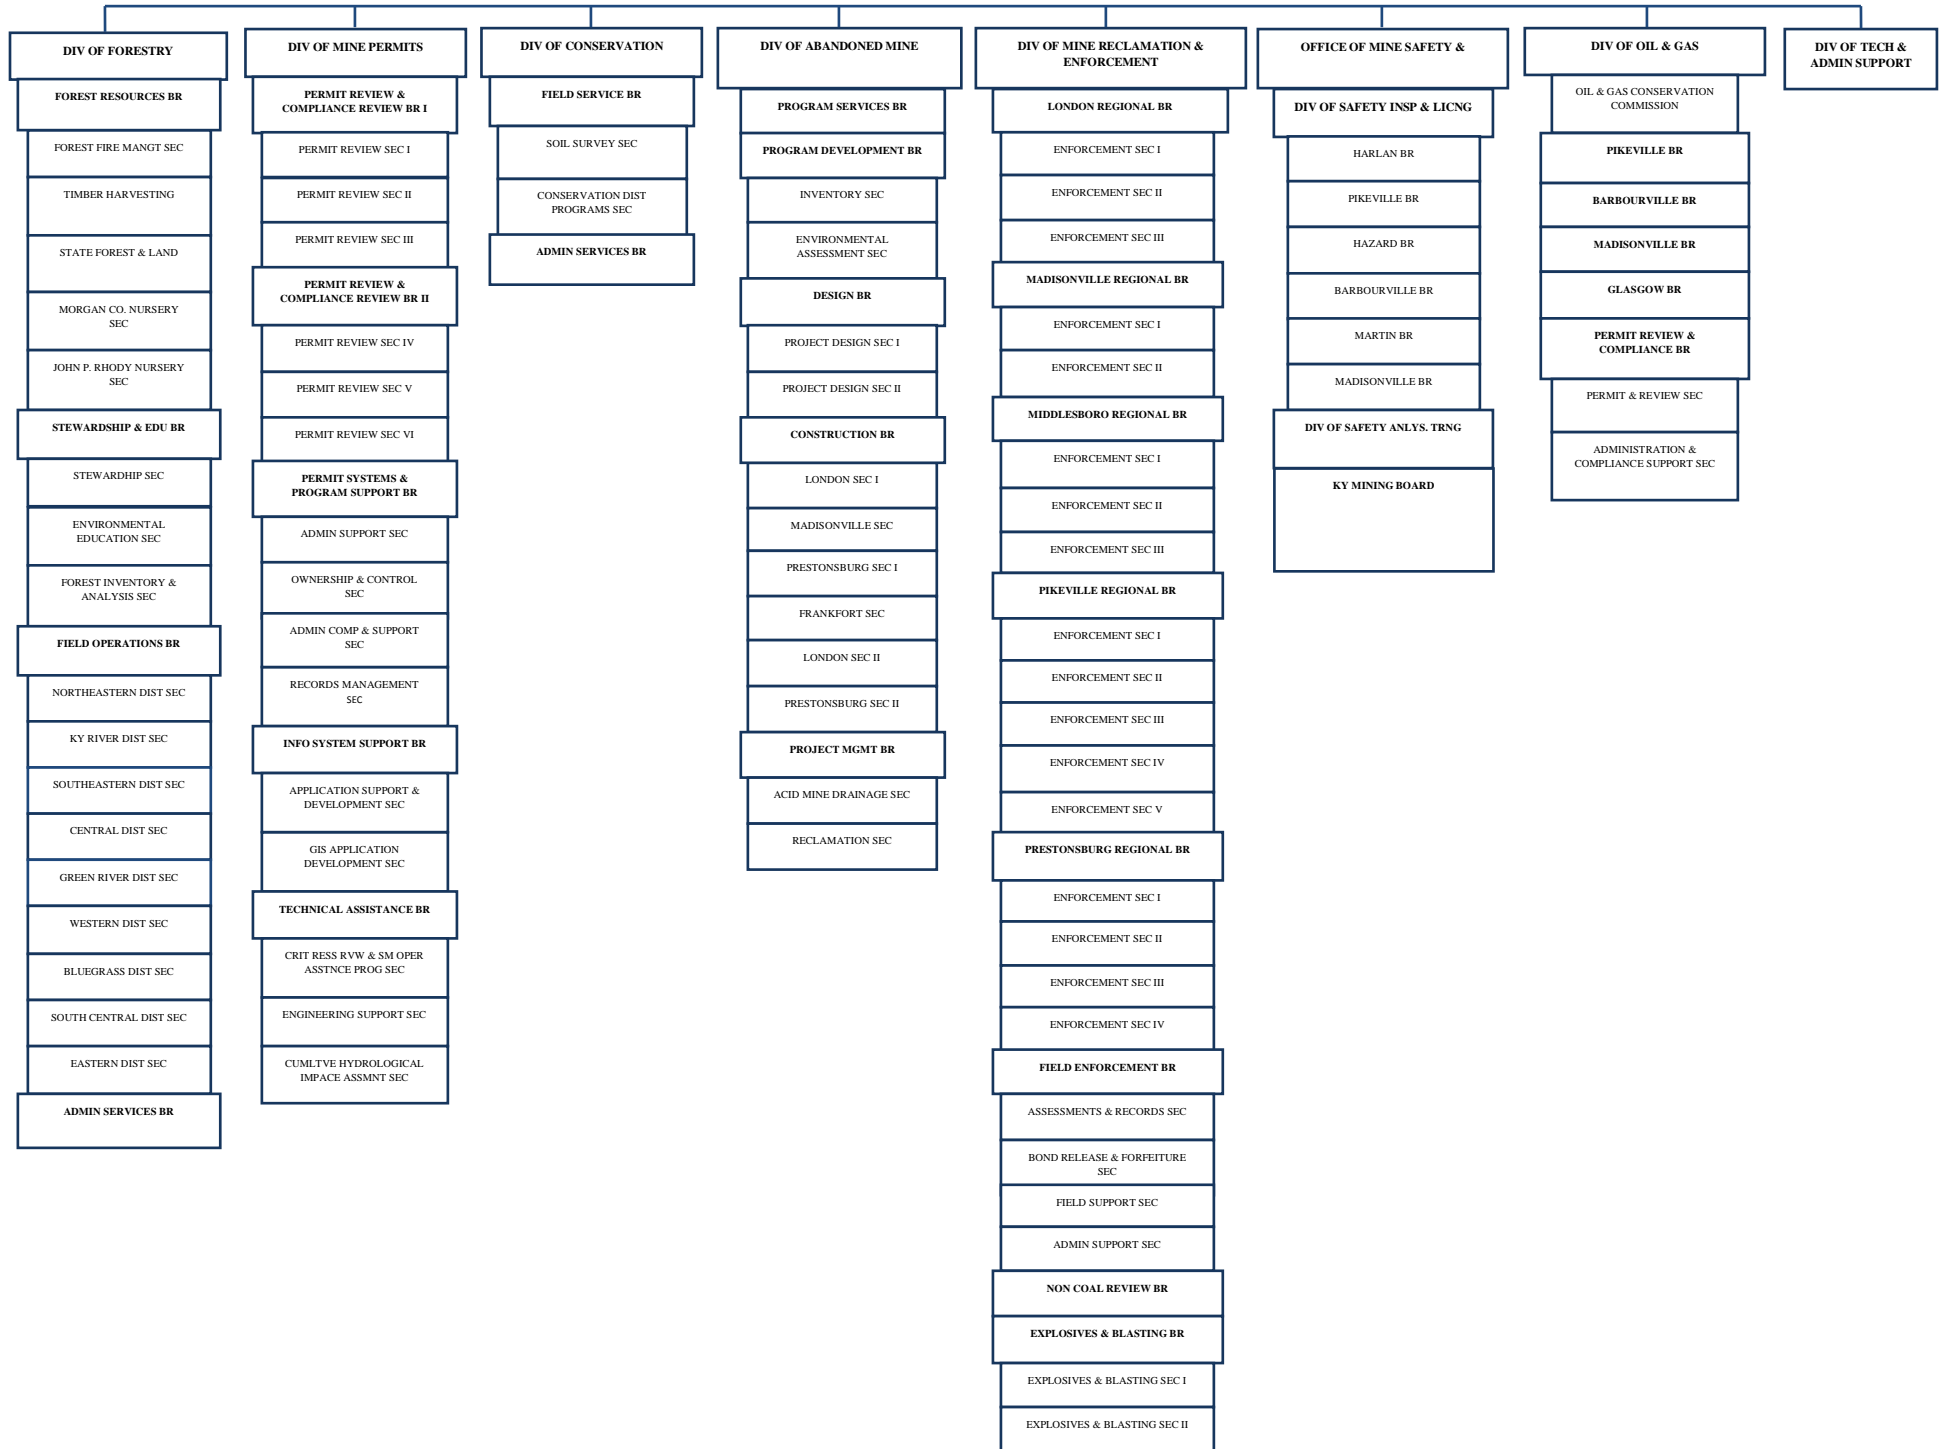 DIV OF FORESTRY
FOREST RESOURCES BR
FOREST FIRE MANGT SEC
TIMBER HARVESTING
STATE FOREST & LAND
MORGAN CO. NURSERY
SEC
JOHN P. RHODY NURSERY
SEC
STEWARDSHIP & EDU BR
STEWARDHIP SEC
ENVIRONMENTAL
EDUCATION SEC
FOREST INVENTORY &
ANALYSIS SEC
FIELD OPERATIONS BR
NORTHEASTERN DIST SEC
KY RIVER DIST SEC
SOUTHEASTERN DIST SEC
CENTRAL DIST SEC
GREEN RIVER DIST SEC
WESTERN DIST SEC
BLUEGRASS DIST SEC
SOUTH CENTRAL DIST SEC
EASTERN DIST SEC
ADMIN SERVICES BR
DIV OF MINE PERMITS
PERMIT REVIEW &
COMPLIANCE REVIEW BR I
PERMIT REVIEW SEC I
PERMIT REVIEW SEC II
PERMIT REVIEW SEC III
PERMIT REVIEW &
COMPLIANCE REVIEW BR II
PERMIT REVIEW SEC IV
PERMIT REVIEW SEC V
PERMIT REVIEW SEC VI
PERMIT SYSTEMS &
PROGRAM SUPPORT BR
ADMIN SUPPORT SEC
OWNERSHIP & CONTROL
SEC
ADMIN COMP & SUPPORT
SEC
RECORDS MANAGEMENT
SEC
INFO SYSTEM SUPPORT BR
APPLICATION SUPPORT &
DEVELOPMENT SEC
GIS APPLICATION
DEVELOPMENT SEC
TECHNICAL ASSISTANCE BR
CRIT RESS RVW & SM OPER
ASSTNCE PROG SEC
ENGINEERING SUPPORT SEC
CUMLTVE HYDROLOGICAL
IMPACE ASSMNT SEC
DIV OF CONSERVATION
FIELD SERVICE BR
SOIL SURVEY SEC
CONSERVATION DIST
PROGRAMS SEC
ADMIN SERVICES BR
DIV OF ABANDONED MINE
PROGRAM SERVICES BR
PROGRAM DEVELOPMENT BR
INVENTORY SEC
ENVIRONMENTAL
ASSESSMENT SEC
DESIGN BR
PROJECT DESIGN SEC I
PROJECT DESIGN SEC II
CONSTRUCTION BR
LONDON SEC I
MADISONVILLE SEC
PRESTONSBURG SEC I
FRANKFORT SEC
LONDON SEC II
PRESTONSBURG SEC II
PROJECT MGMT BR
ACID MINE DRAINAGE SEC
RECLAMATION SEC
DIV OF MINE RECLAMATION &
ENFORCEMENT
LONDON REGIONAL BR
ENFORCEMENT SEC I
ENFORCEMENT SEC II
ENFORCEMENT SEC III
MADISONVILLE REGIONAL BR
ENFORCEMENT SEC I
ENFORCEMENT SEC II
MIDDLESBORO REGIONAL BR
ENFORCEMENT SEC I
ENFORCEMENT SEC II
ENFORCEMENT SEC III
PIKEVILLE REGIONAL BR
ENFORCEMENT SEC I
ENFORCEMENT SEC II
ENFORCEMENT SEC III
ENFORCEMENT SEC IV
ENFORCEMENT SEC V
PRESTONSBURG REGIONAL BR
ENFORCEMENT SEC I
ENFORCEMENT SEC II
ENFORCEMENT SEC III
ENFORCEMENT SEC IV
FIELD ENFORCEMENT BR
ASSESSMENTS & RECORDS SEC
BOND RELEASE & FORFEITURE
SEC
FIELD SUPPORT SEC
ADMIN SUPPORT SEC
NON COAL REVIEW BR
EXPLOSIVES & BLASTING BR
EXPLOSIVES & BLASTING SEC I
EXPLOSIVES & BLASTING SEC II
OFFICE OF MINE SAFETY &
DIV OF SAFETY INSP & LICNG
HARLAN BR
PIKEVILLE BR
HAZARD BR
BARBOURVILLE BR
MARTIN BR
MADISONVILLE BR
DIV OF SAFETY ANLYS. TRNG
KY MINING BOARD
DIV OF OIL & GAS
OIL & GAS CONSERVATION
COMMISSION
PIKEVILLE BR
BARBOURVILLE BR
MADISONVILLE BR
GLASGOW BR
PERMIT REVIEW &
COMPLIANCE BR
PERMIT & REVIEW SEC
ADMINISTRATION &
COMPLIANCE SUPPORT SEC
DIV OF TECH &
ADMIN SUPPORT